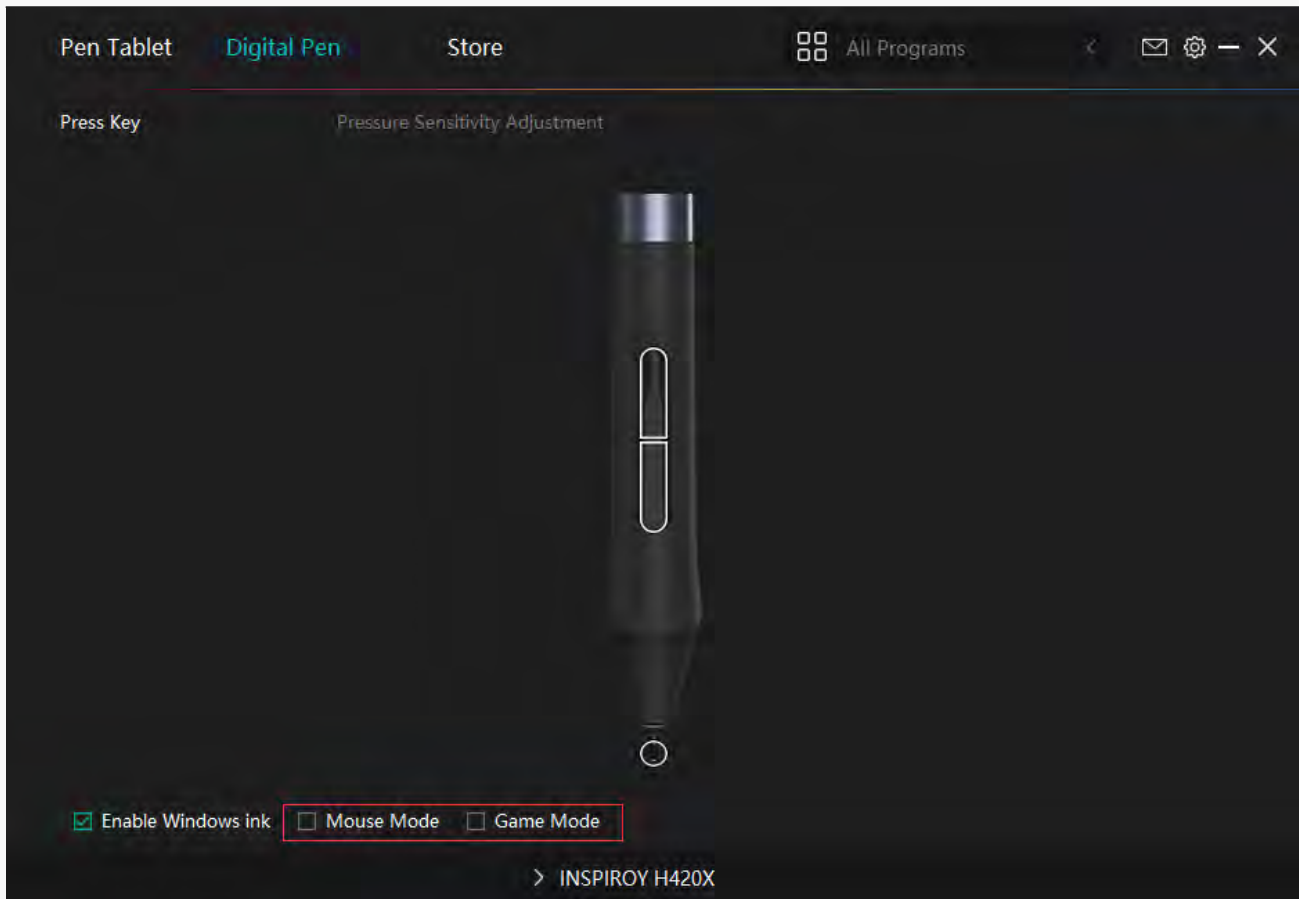 Pen Tablet Digital Pen Store All Programs
Press Key Pressure Sensitivity Adjustment
Enable Windows ink Mouse Mode Game Mode
INSPIROY H420X